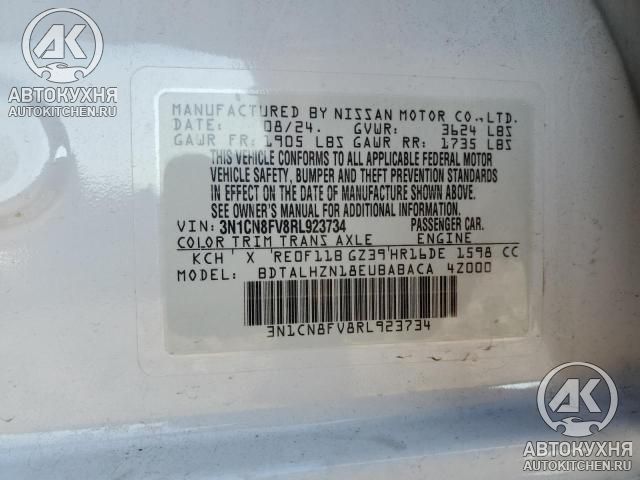 AK
АВТОКУХНЯ
AUTOKITCHEN.RU
MANUFACTURED BY NISSAN MOTOR CO.,LTD.
DATE: 08/24. GVWR: 3624 LBS
GAWR FR: 1905 LBS GAWR RR: 1735 LBS
THIS VEHICLE CONFORMS TO ALL APPLICABLE FEDERAL MOTOR
VEHICLE SAFETY, BUMPER AND THEFT PREVENTION STANDARDS
IN EFFECT ON THE DATE OF MANUFACTURE SHOWN ABOVE.
SEE OWNER'S MANUAL FOR ADDITIONAL INFORMATION.
VIN: 3N1CN8FV8RL923734 PASSENGER CAR.
COLOR TRIM TRANS AXLE ENGINE
KCH X RE0F11B GZ39 HR16DE 1598 CC
MODEL: BDTALHZN18EUBABACA 4Z000
3N1CN8FV8RL923734
AK
АВТОКУХНЯ
AUTOKITCHEN.RU